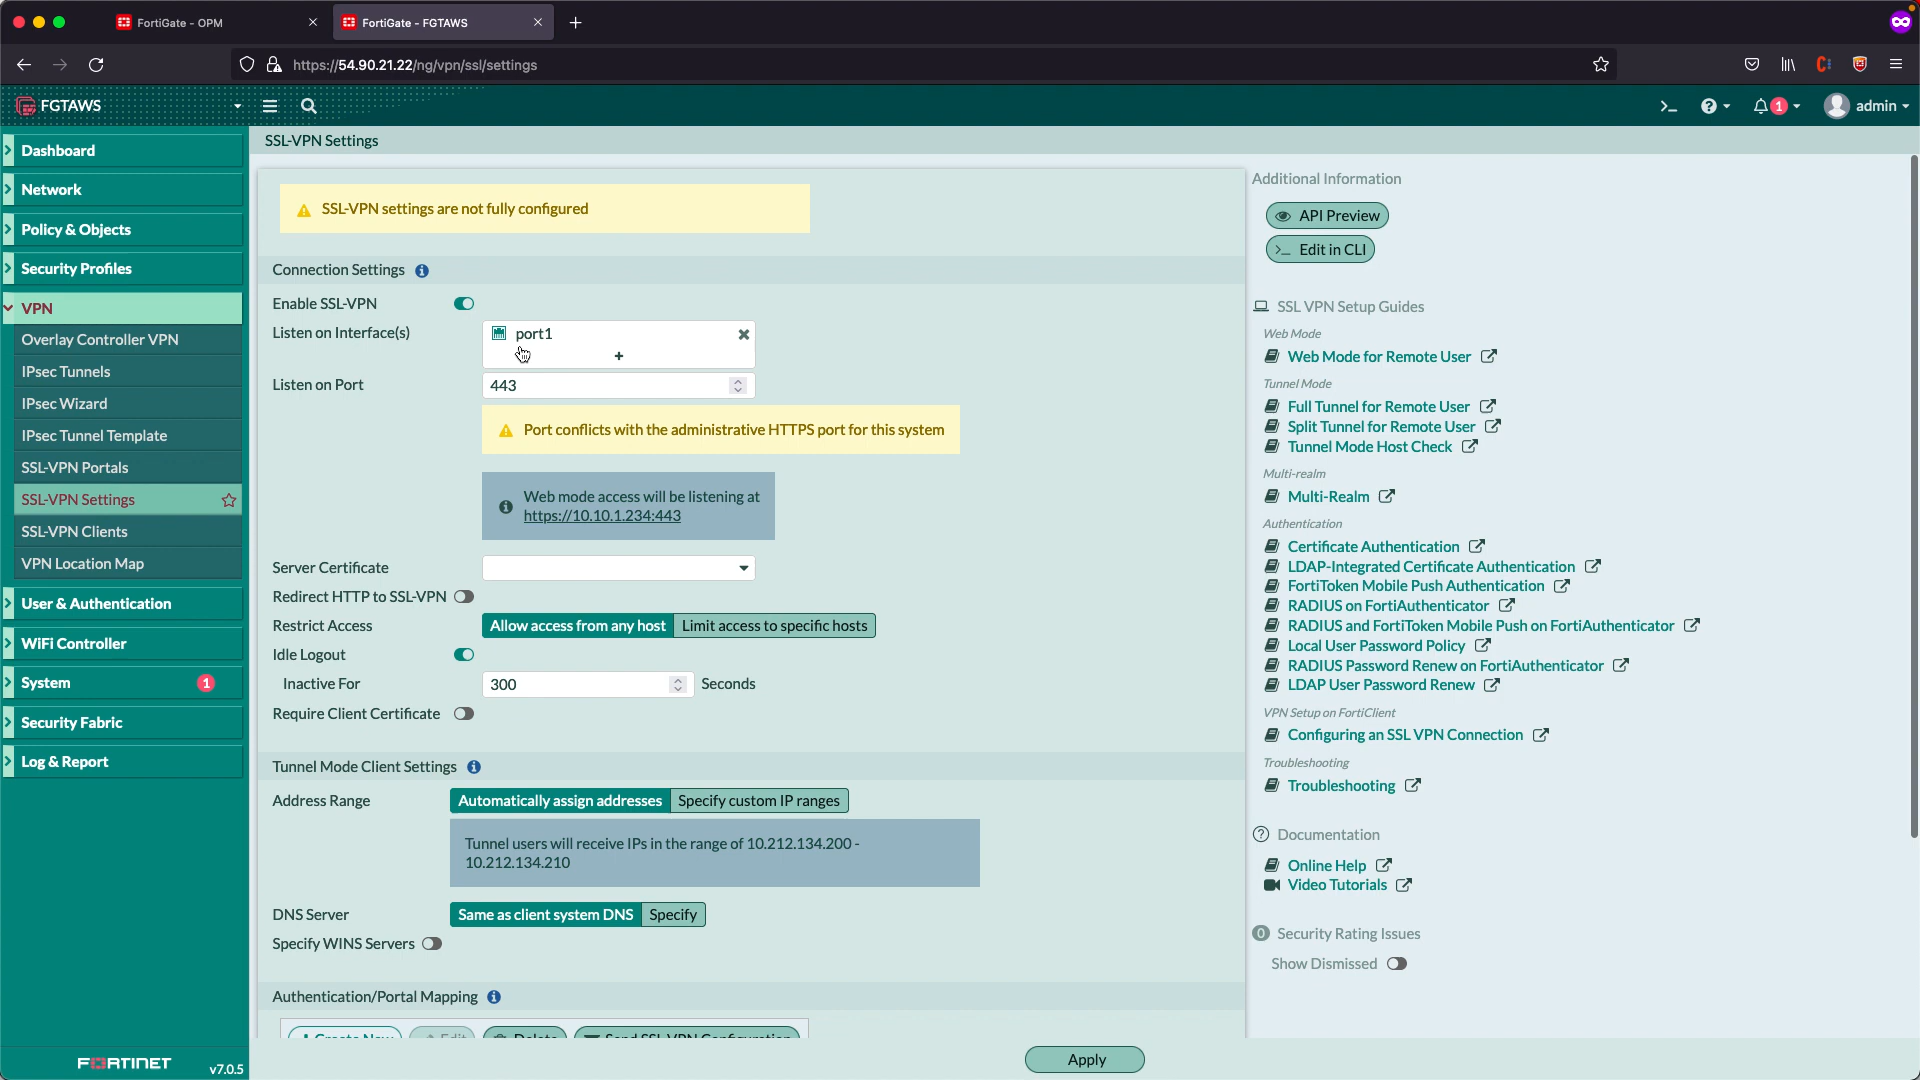 FortiGate - OPM
FortiGate - FGTAWS
https://54.90.21.22/ng/vpn/ssl/settings
FGTAWS
1
admin
Dashboard
Network
Policy & Objects
Security Profiles
VPN
Overlay Controller VPN
IPsec Tunnels
IPsec Wizard
IPsec Tunnel Template
SSL-VPN Portals
SSL-VPN Settings
SSL-VPN Clients
VPN Location Map
User & Authentication
WiFi Controller
System 1
Security Fabric
Log & Report
FORTINET v7.0.5
SSL-VPN Settings
SSL-VPN settings are not fully configured
Connection Settings
Enable SSL-VPN
Listen on Interface(s) port1
+
Listen on Port 443
Port conflicts with the administrative HTTPS port for this system
Web mode access will be listening at
https://10.10.1.234:443
Server Certificate
Redirect HTTP to SSL-VPN
Restrict Access Allow access from any host Limit access to specific hosts
Idle Logout
Inactive For 300 Seconds
Require Client Certificate
Tunnel Mode Client Settings
Address Range Automatically assign addresses Specify custom IP ranges
Tunnel users will receive IPs in the range of 10.212.134.200 -
10.212.134.210
DNS Server Same as client system DNS Specify
Specify WINS Servers
Authentication/Portal Mapping
Create New Edit Delete Send SSL-VPN Configuration
Apply
Additional Information
API Preview
>_ Edit in CLI
SSL VPN Setup Guides
Web Mode
Web Mode for Remote User
Tunnel Mode
Full Tunnel for Remote User
Split Tunnel for Remote User
Tunnel Mode Host Check
Multi-realm
Multi-Realm
Authentication
Certificate Authentication
LDAP-Integrated Certificate Authentication
FortiToken Mobile Push Authentication
RADIUS on FortiAuthenticator
RADIUS and FortiToken Mobile Push on FortiAuthenticator
Local User Password Policy
RADIUS Password Renew on FortiAuthenticator
LDAP User Password Renew
VPN Setup on FortiClient
Configuring an SSL VPN Connection
Troubleshooting
Troubleshooting
Documentation
Online Help
Video Tutorials
0 Security Rating Issues
Show Dismissed